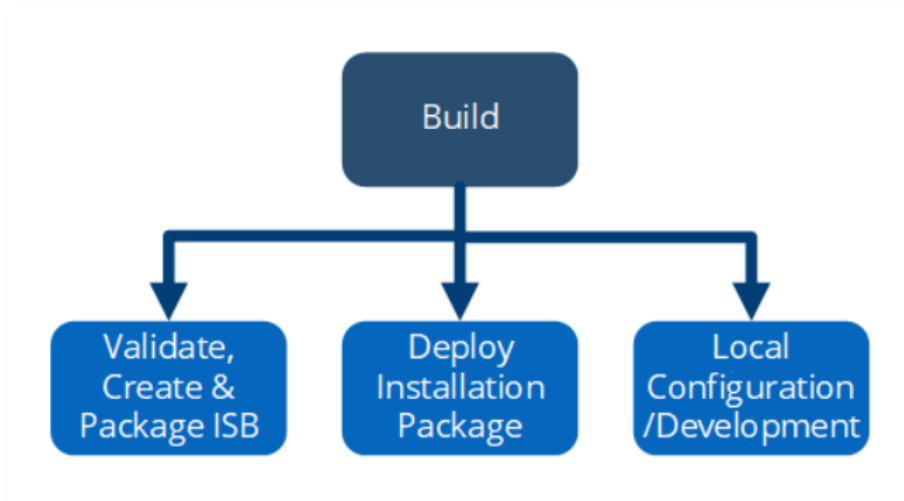 Build
Validate,
Create &
Package ISB
Deploy
Installation
Package
Local
Configuration
/Development